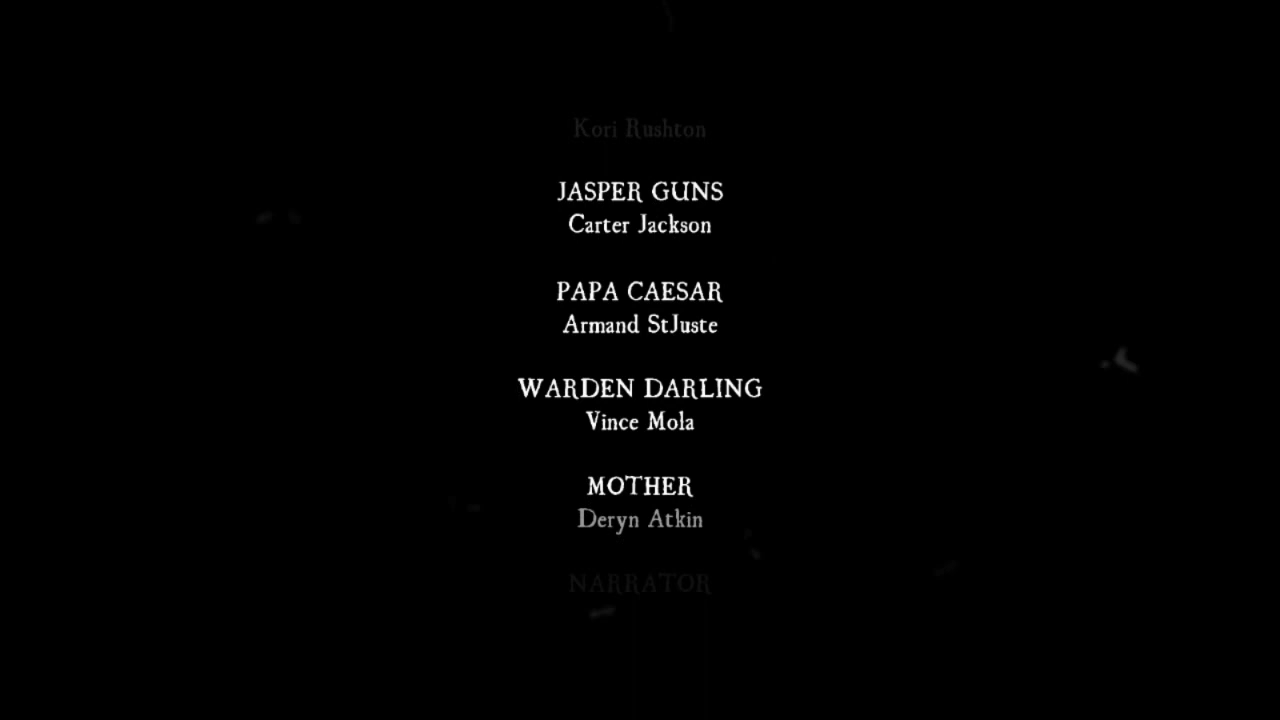 Kori Rushton
JASPER GUNS
Carter Jackson
PAPA CAESAR
Armand StJuste
WARDEN DARLING
Vince Mola
MOTHER
Deryn Atkin
NARRATOR